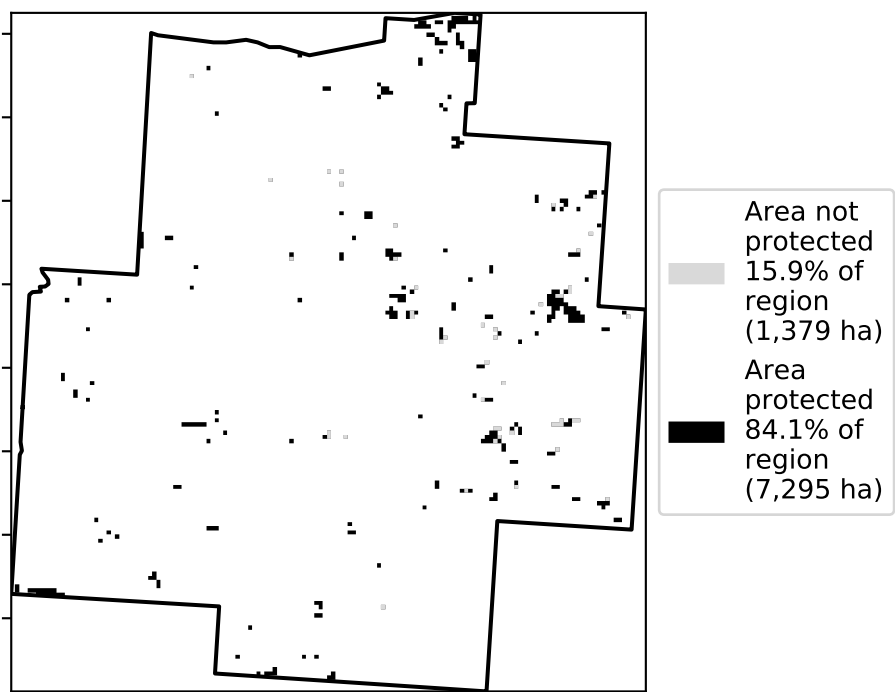 Area not
protected
15.9% of
region
(1,379 ha)
Area
protected
84.1% of
region
(7,295 ha)